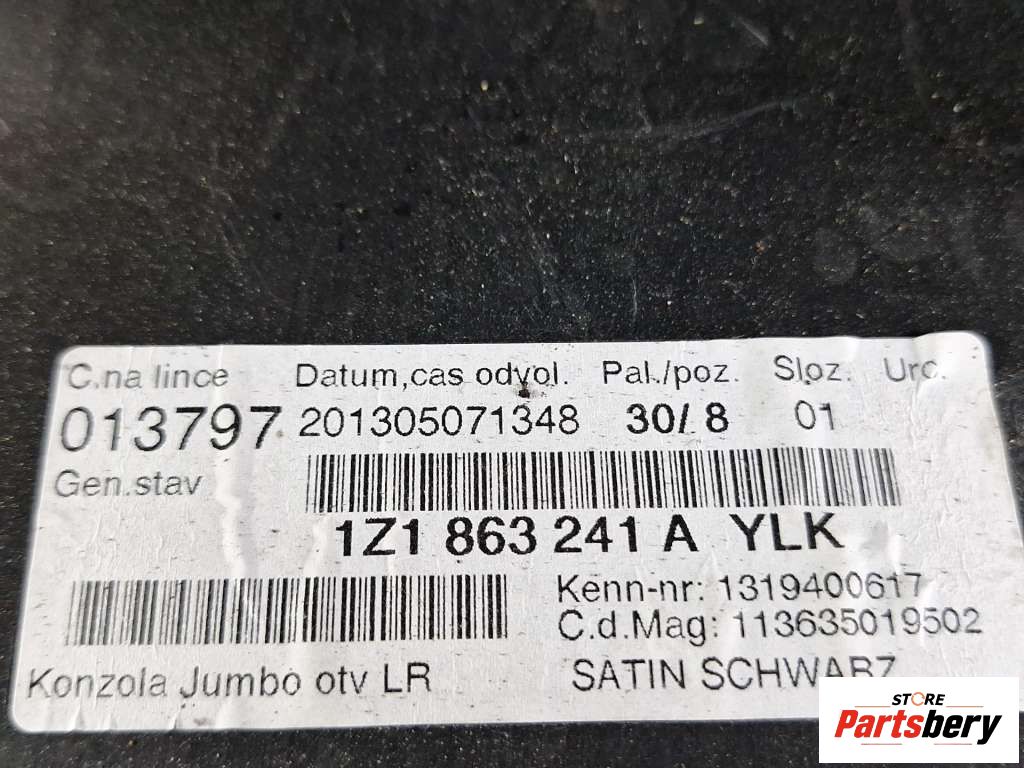 C.na lince Datum,cas odvol. Pal./poz. Sloz. Urc.
013797 201305071348 30/ 8 01
Gen.stav
1Z1 863 241 A YLK
Kenn-nr: 1319400617
C.d.Mag: 113635019502
Konzola Jumbo otv LR SATIN SCHWARZ
STORE
Partsbery